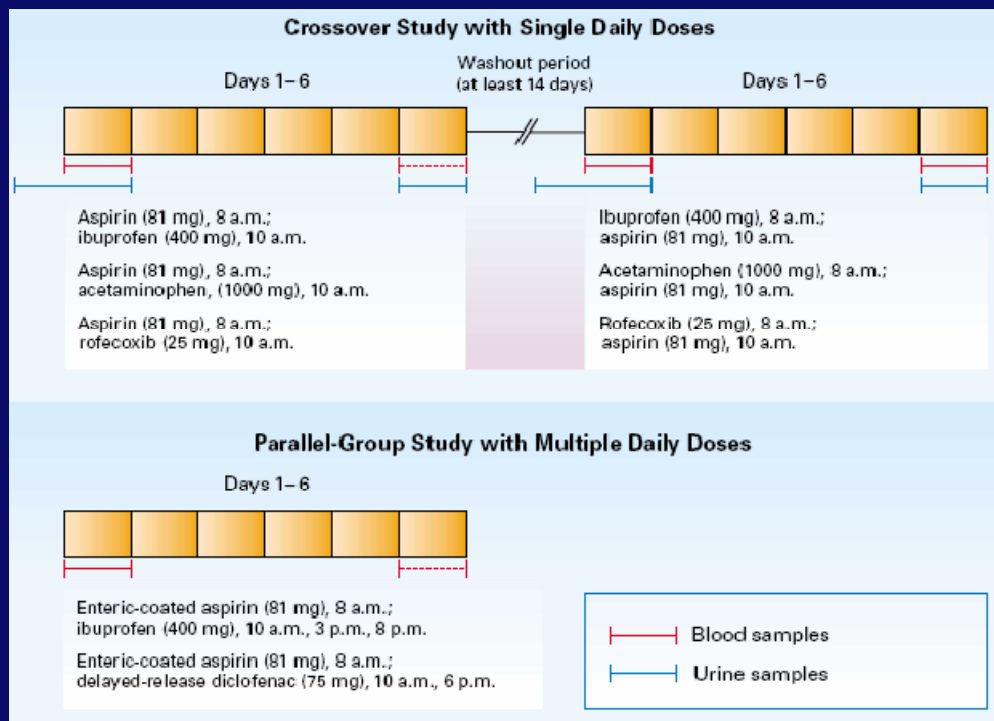 Crossover Study with Single Daily Doses
Washout period
(at least 14 days)
Days 1–6
Days 1–6
Aspirin (81 mg), 8 a.m.;
ibuprofen (400 mg), 10 a.m.
Aspirin (81 mg), 8 a.m.;
acetaminophen, (1000 mg), 10 a.m.
Aspirin (81 mg), 8 a.m.;
rofecoxib (25 mg), 10 a.m.
Ibuprofen (400 mg), 8 a.m.;
aspirin (81 mg), 10 a.m.
Acetaminophen (1000 mg), 8 a.m.;
aspirin (81 mg), 10 a.m.
Rofecoxib (25 mg), 8 a.m.;
aspirin (81 mg), 10 a.m.
Parallel-Group Study with Multiple Daily Doses
Days 1–6
Enteric-coated aspirin (81 mg), 8 a.m.;
ibuprofen (400 mg), 10 a.m., 3 p.m., 8 p.m.
Enteric-coated aspirin (81 mg), 8 a.m.;
delayed-release diclofenac (75 mg), 10 a.m., 6 p.m.
Blood samples
Urine samples